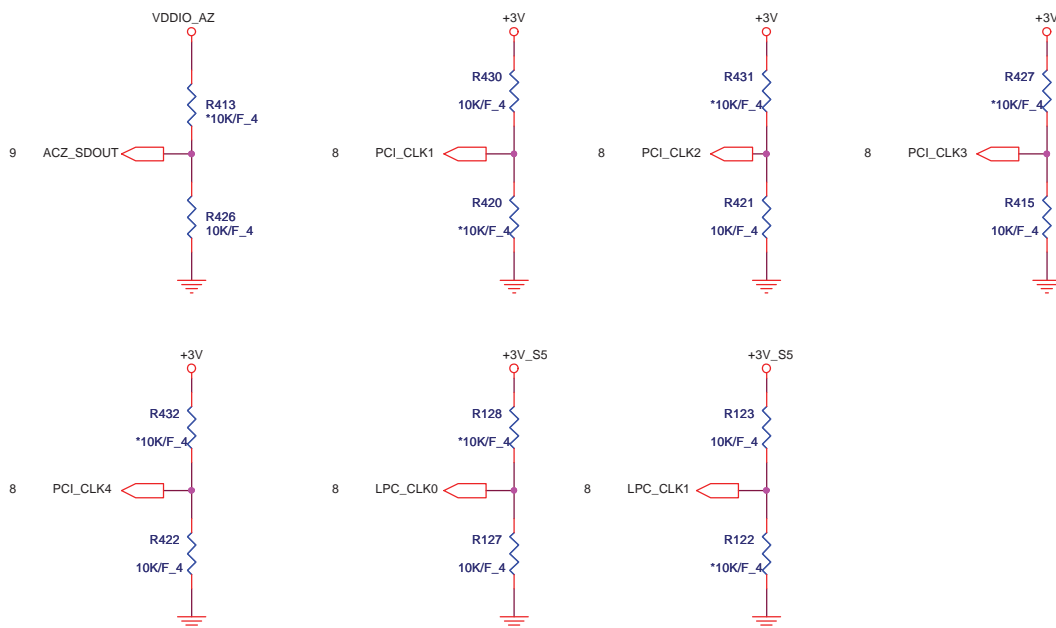 VDDIO_AZ
R413
*10K/F_4
9 ACZ_SDOUT
R426
10K/F_4
+3V
R430
10K/F_4
8 PCI_CLK1
R420
*10K/F_4
+3V
R431
*10K/F_4
8 PCI_CLK2
R421
10K/F_4
+3V
R427
*10K/F_4
8 PCI_CLK3
R415
10K/F_4
+3V
R432
*10K/F_4
8 PCI_CLK4
R422
10K/F_4
+3V_S5
R128
*10K/F_4
8 LPC_CLK0
R127
10K/F_4
+3V_S5
R123
10K/F_4
8 LPC_CLK1
R122
*10K/F_4